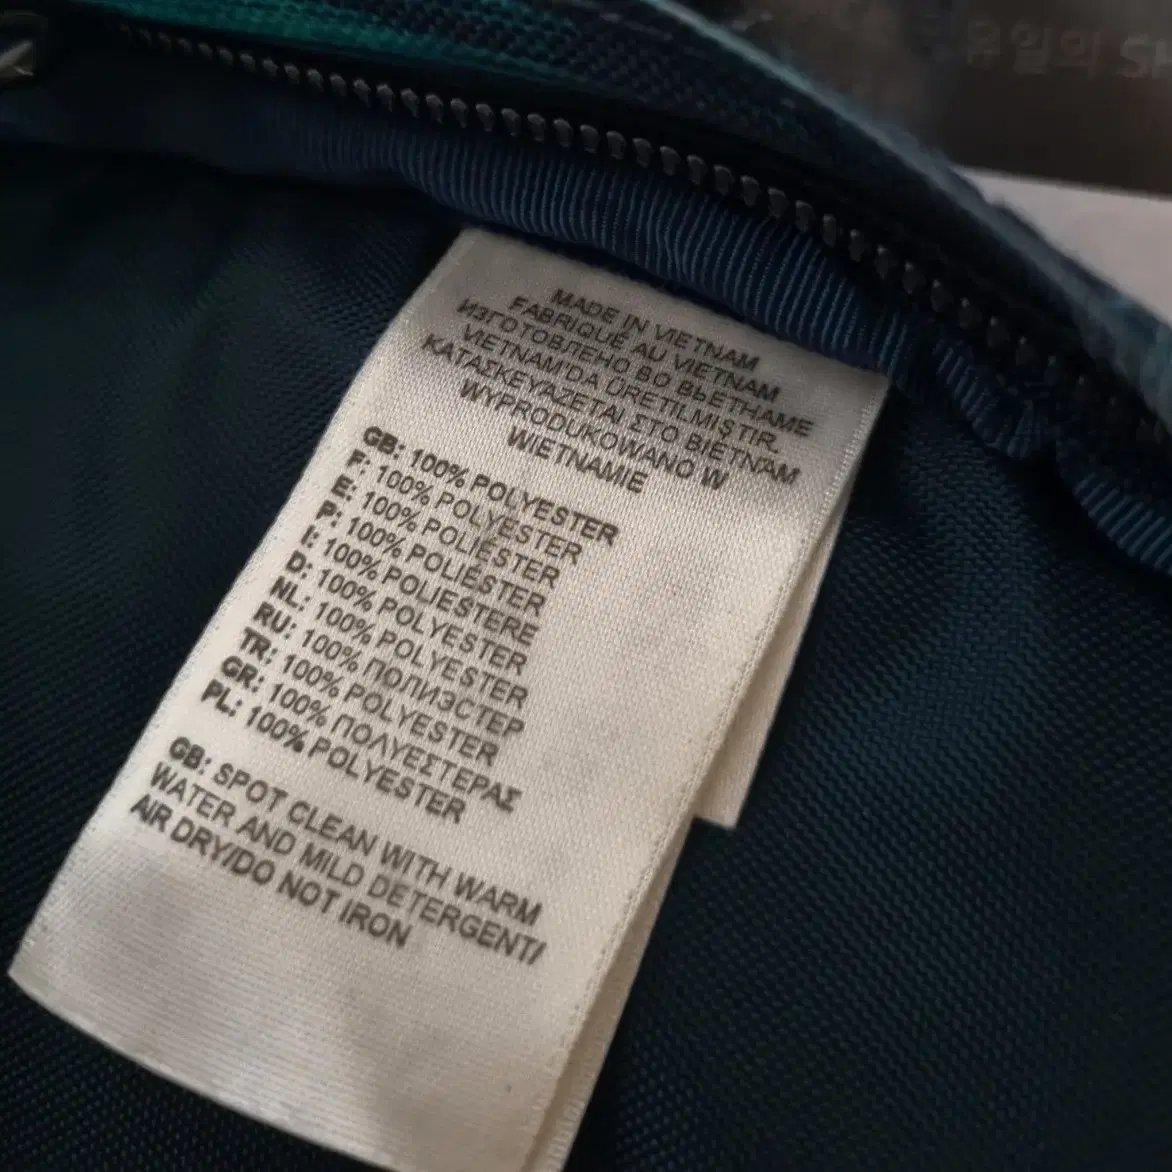 MADE IN VIETNAM
FABRIQUÉ AU VIETNAM
ИЗГОТОВЛЕНО ВО ВЬЕТНАМЕ
VIETNAM'DA ÜRETILMIŞTIR.
ΚΑΤΑΣΚΕΥΑΖΕΤΑΙ ΣΤΟ ΒΙΕΤΝΑΜ
WYPRODUKOWANO W
WIETNAMIE
GB: 100% POLYESTER
F: 100% POLYESTER
E: 100% POLIÉSTER
P: 100% POLIÉSTER
I: 100% POLIESTERE
D: 100% POLYESTER
NL: 100% POLYESTER
RU: 100% ПОЛИЭСТЕР
TR: 100% POLYESTER
GR: 100% ΠΟΛΥΕΣΤΕΡΑΣ
PL: 100% POLYESTER
GB: SPOT CLEAN WITH WARM
WATER AND MILD DETERGENT/
AIR DRY/DO NOT IRON